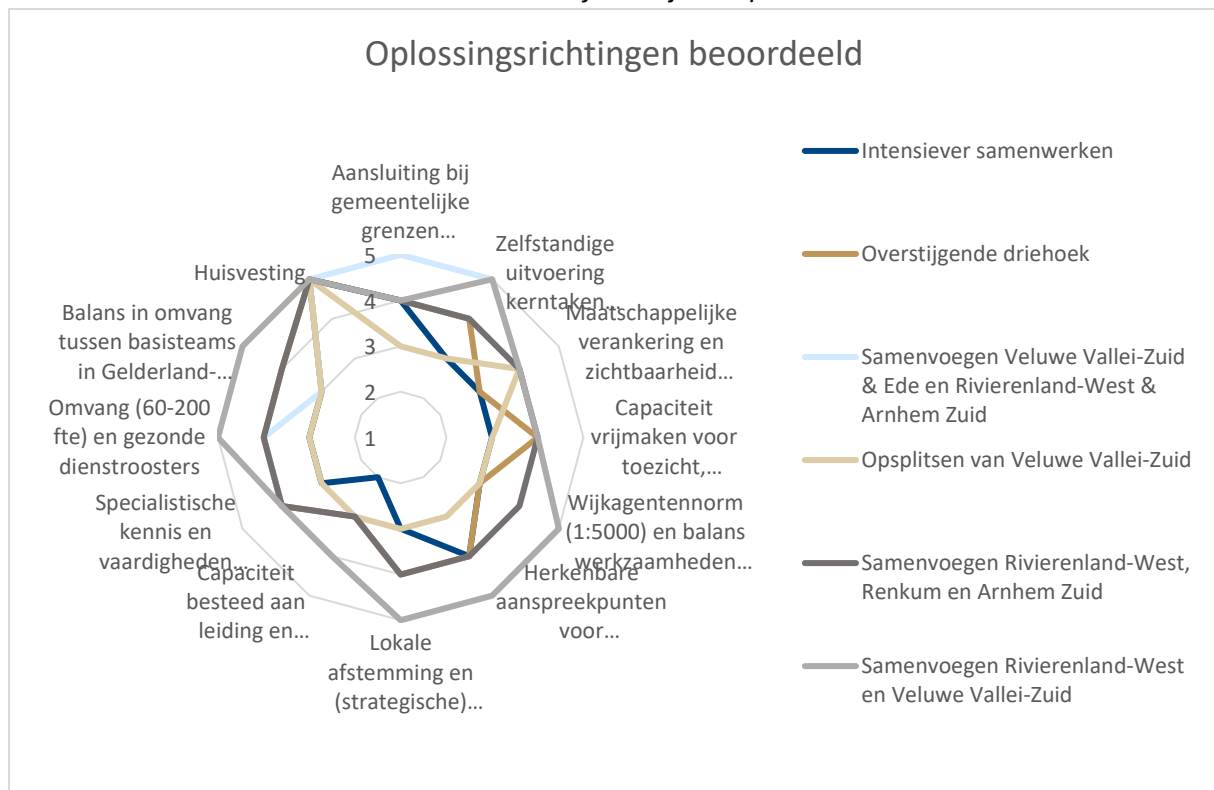 Oplossingsrichtingen beoordeeld
Aansluiting bij
gemeentelijke
grenzen...
Zelfstandige
uitvoering
kerntaken...
Maatschappelijke
verankering en
zichtbaarheid...
Capaciteit
vrijmaken voor
toezicht,...
Wijkagentennorm
(1:5000) en balans
werkzaamheden...
Herkenbare
aanspreekpunten
voor...
Lokale
afstemming en
(strategische)...
Capaciteit
besteed aan
leiding en...
Specialistische
kennis en
vaardigheden...
Omvang (60-200
fte) en gezonde
dienstroosters
Balans in omvang
tussen basisteams
in Gelderland-...
Huisvesting
5
4
3
2
1
Intensiever samenwerken
Overstijgende driehoek
Samenvoegen Veluwe Vallei-Zuid
& Ede en Rivierenland-West &
Arnhem Zuid
Opsplitsen van Veluwe Vallei-Zuid
Samenvoegen Rivierenland-West,
Renkum en Arnhem Zuid
Samenvoegen Rivierenland-West
en Veluwe Vallei-Zuid